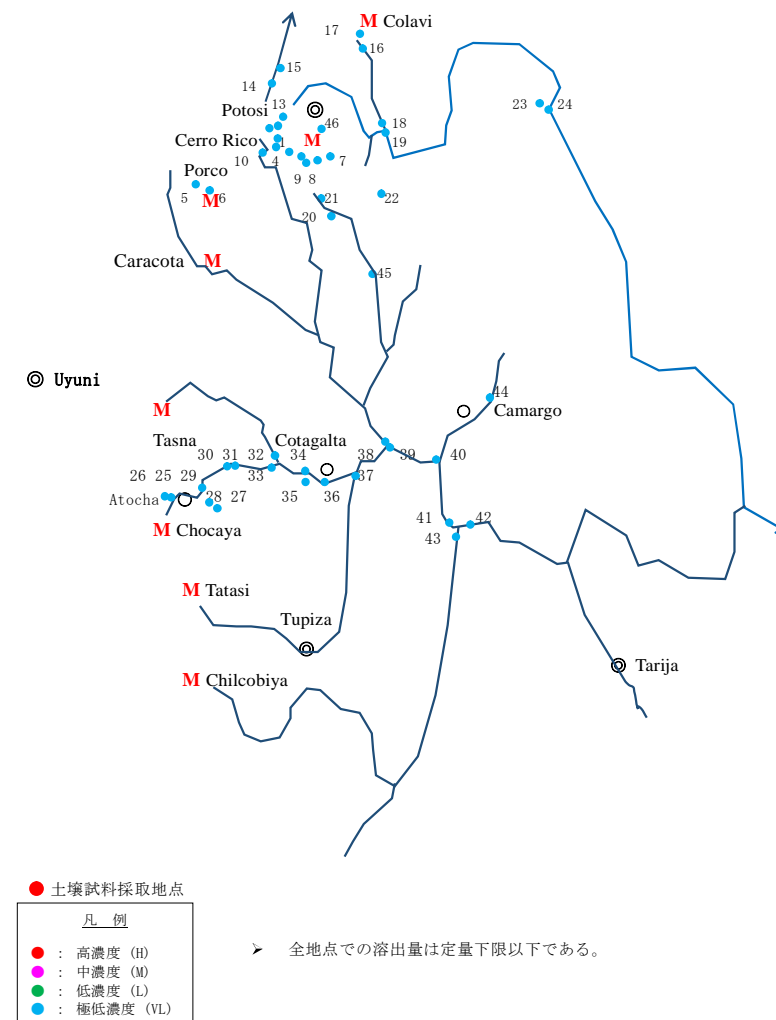 17 M Colavi
16
15
14
Potosi 13
46
18
23 24
Cerro Rico 1 M
19
10 4 7
9 8
Porco
5 6
M
21
22
20
Caracota M
45
Uyuni
44
M
Camargo
Tasna Cotagalta
30 31 32 34 38 39 40
26 25 29 33 37
Atocha 28 27 35 36
M Chocaya
41 42
43
M Tatasi
Tupiza
Tarija
M Chilcobiya
● 土壌試料採取地点
凡 例
● : 高濃度 (H)
● : 中濃度 (M)
● : 低濃度 (L)
● : 極低濃度 (VL)
➢ 全地点での溶出量は定量下限以下である。